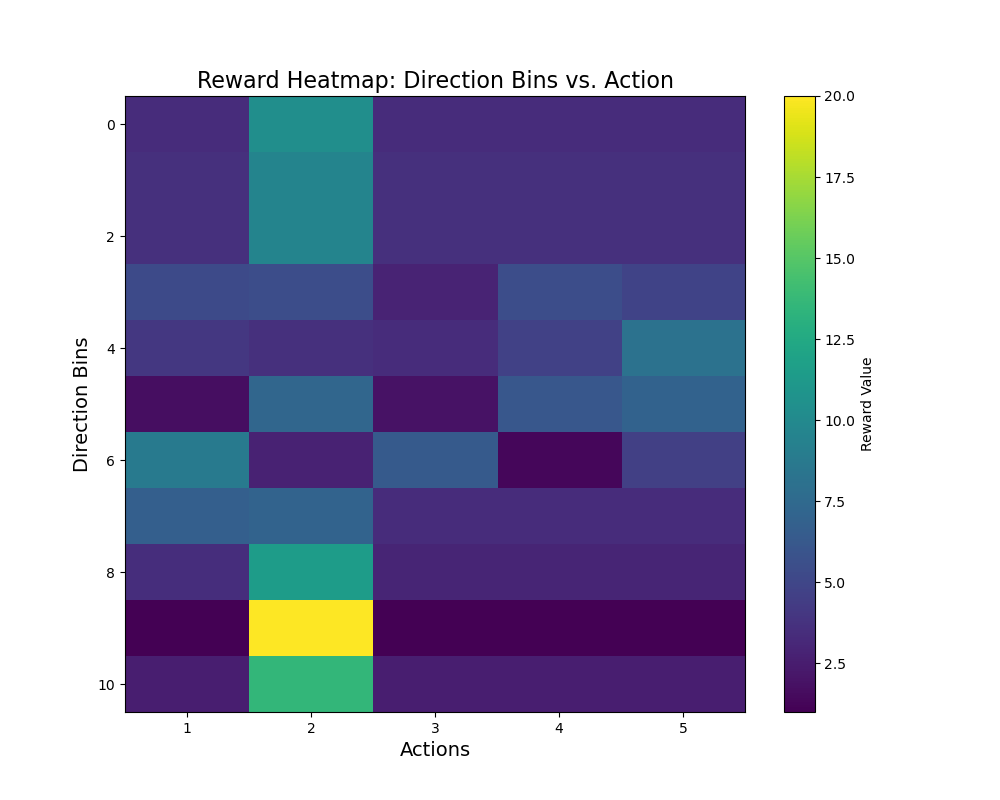 Reward Heatmap: Direction Bins vs. Action
0
2
4
6
8
10
Direction Bins
1 2 3 4 5
Actions
20.0
17.5
15.0
12.5
10.0
7.5
5.0
2.5
Reward Value